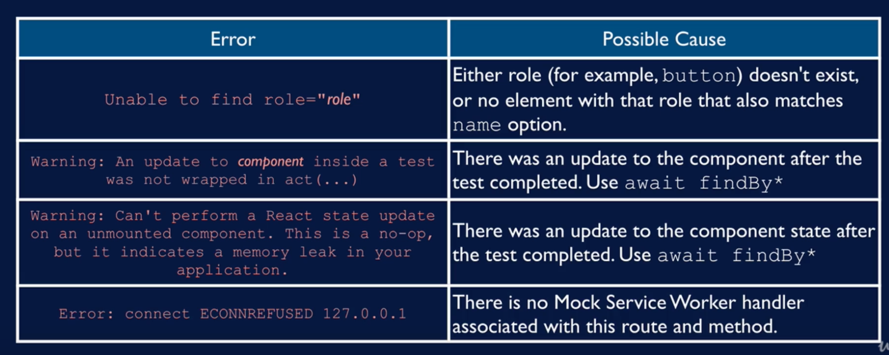 Error
Possible Cause
Unable to find role="role"
Either role (for example, button) doesn't exist,
or no element with that role that also matches
name option.
Warning: An update to component inside a test
was not wrapped in act(...)
There was an update to the component after the
test completed. Use await findBy*
Warning: Can't perform a React state update
on an unmounted component. This is a no-op,
but it indicates a memory leak in your
application.
There was an update to the component state after
the test completed. Use await findBy*
Error: connect ECONNREFUSED 127.0.0.1
There is no Mock Service Worker handler
associated with this route and method.